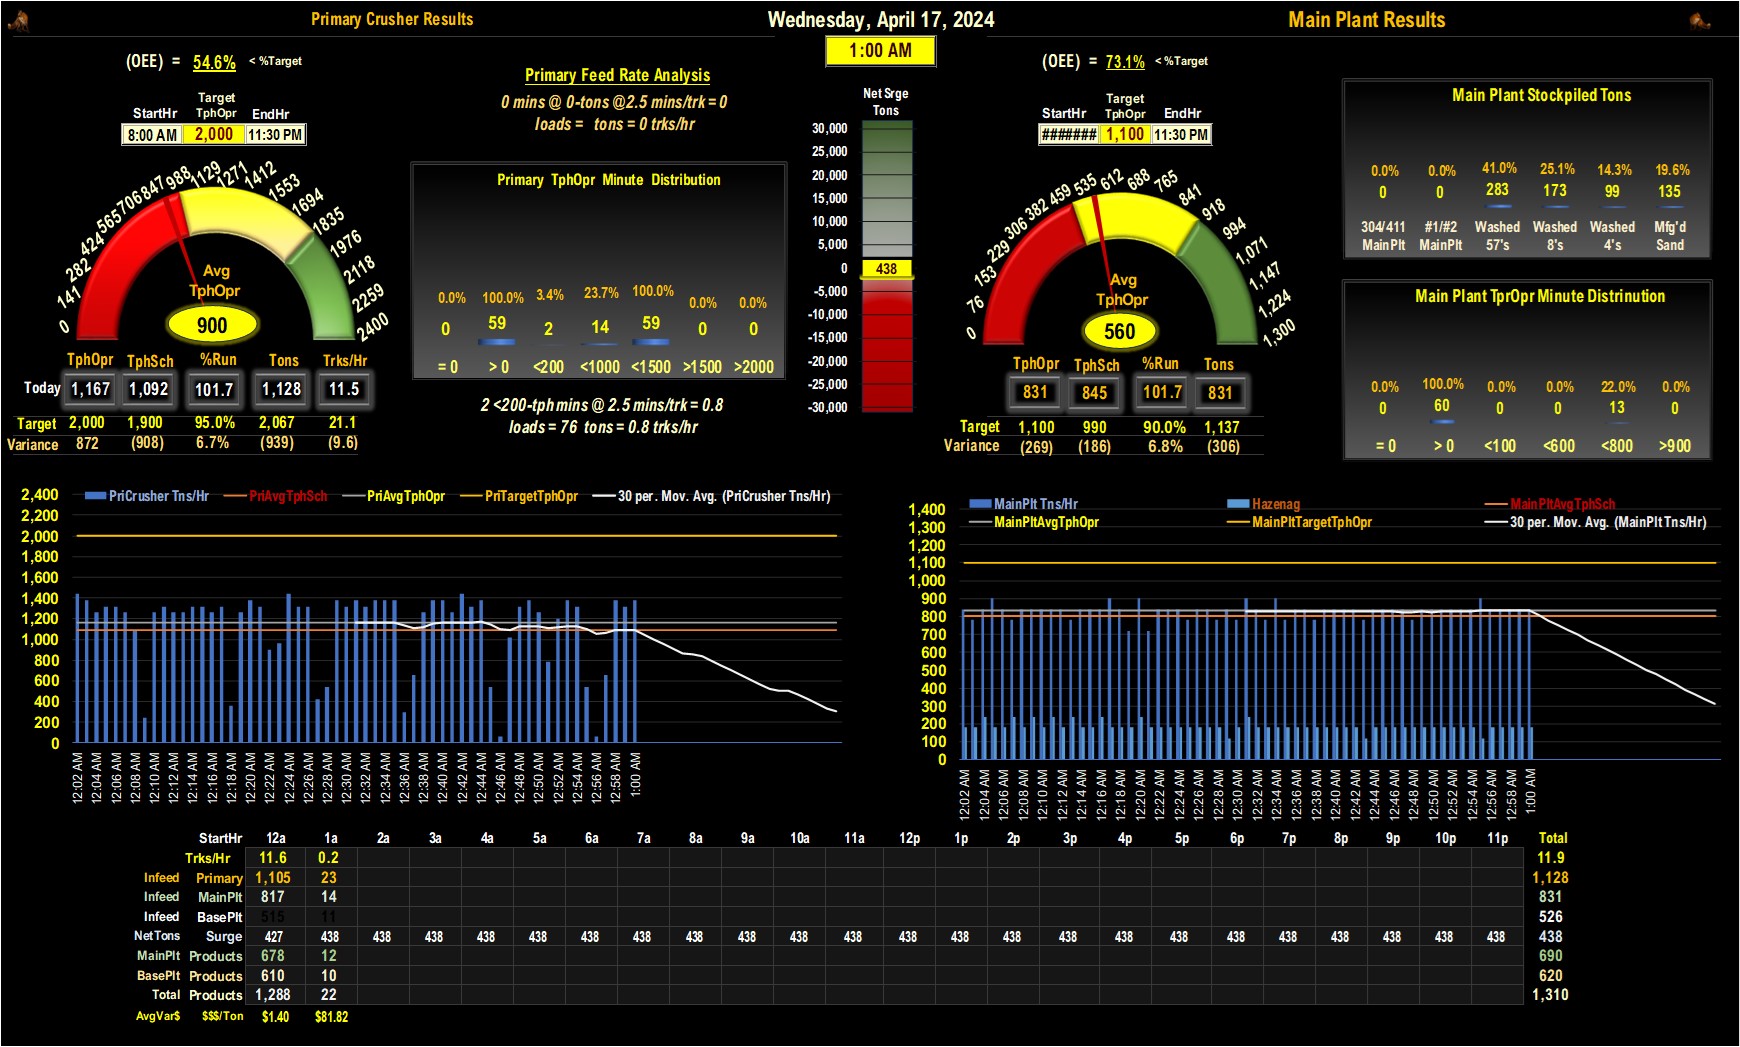 Primary Crusher Results
Wednesday, April 17, 2024
Main Plant Results
1:00 AM
(OEE) = 54.6% < %Target
Target
StartHr TphOpr EndHr
8:00 AM 2,000 11:30 PM
Primary Feed Rate Analysis
0 mins @ 0-tons @2.5 mins/trk = 0
loads = tons = 0 trks/hr
0 141 282 424 565 706 847 988 1129 1271 1412 1553 1694 1835 1976 2118 2259 2400
Avg
TphOpr
900
Primary TphOpr Minute Distribution
0.0% 100.0% 3.4% 23.7% 100.0% 0.0% 0.0%
0 59 2 14 59 0 0
= 0 > 0 <200 <1000 <1500 >1500 >2000
2 <200-tph mins @ 2.5 mins/trk = 0.8
loads = 76 tons = 0.8 trks/hr
TphOpr TphSch %Run Tons Trks/Hr
Today 1,167 1,092 101.7 1,128 11.5
Target 2,000 1,900 95.0% 2,067 21.1
Variance 872 (908) 6.7% (939) (9.6)
Net Srge
Tons
30,000
25,000
20,000
15,000
10,000
5,000
0 438
-5,000
-10,000
-15,000
-20,000
-25,000
-30,000
(OEE) = 73.1% < %Target
Target
StartHr TphOpr EndHr
####### 1,100 11:30 PM
0 76 153 229 306 382 459 535 612 688 765 841 918 994 1,071 1,147 1,224 1,300
Avg
TphOpr
560
TphOpr TphSch %Run Tons
831 845 101.7 831
Target 1,100 990 90.0% 1,137
Variance (269) (186) 6.8% (306)
Main Plant Stockpiled Tons
0.0% 0.0% 41.0% 25.1% 14.3% 19.6%
0 0 283 173 99 135
304/411 #1/#2 Washed Washed Washed Mfg'd
MainPlt MainPlt 57's 8's 4's Sand
Main Plant TprOpr Minute Distrinution
0.0% 100.0% 0.0% 0.0% 22.0% 0.0%
0 60 0 0 13 0
= 0 > 0 <100 <600 <800 >900
PriCrusher Tns/Hr PriAvgTphSch PriAvgTphOpr PriTargetTphOpr 30 per. Mov. Avg. (PriCrusher Tns/Hr)
2,400
2,200
2,000
1,800
1,600
1,400
1,200
1,000
800
600
400
200
0
12:02 AM 12:04 AM 12:06 AM 12:08 AM 12:10 AM 12:12 AM 12:14 AM 12:16 AM 12:18 AM 12:20 AM 12:22 AM 12:24 AM 12:26 AM 12:28 AM 12:30 AM 12:32 AM 12:34 AM 12:36 AM 12:38 AM 12:40 AM 12:42 AM 12:44 AM 12:46 AM 12:48 AM 12:50 AM 12:52 AM 12:54 AM 12:56 AM 12:58 AM 1:00 AM
MainPlt Tns/Hr Hazenag MainPltAvgTphSch
MainPltAvgTphOpr MainPltTargetTphOpr 30 per. Mov. Avg. (MainPlt Tns/Hr)
1,400
1,300
1,200
1,100
1,000
900
800
700
600
500
400
300
200
100
0
12:02 AM 12:04 AM 12:06 AM 12:08 AM 12:10 AM 12:12 AM 12:14 AM 12:16 AM 12:18 AM 12:20 AM 12:22 AM 12:24 AM 12:26 AM 12:28 AM 12:30 AM 12:32 AM 12:34 AM 12:36 AM 12:38 AM 12:40 AM 12:42 AM 12:44 AM 12:46 AM 12:48 AM 12:50 AM 12:52 AM 12:54 AM 12:56 AM 12:58 AM 1:00 AM
StartHr 12a 1a 2a 3a 4a 5a 6a 7a 8a 9a 10a 11a 12p 1p 2p 3p 4p 5p 6p 7p 8p 9p 10p 11p Total
Trks/Hr 11.6 0.2 11.9
Infeed Primary 1,105 23 1,128
Infeed MainPlt 817 14 831
Infeed BasePlt 515 11 526
NetTons Surge 427 438 438 438 438 438 438 438 438 438 438 438 438 438 438 438 438 438 438 438 438 438 438 438 438
MainPlt Products 678 12 690
BasePlt Products 610 10 620
Total Products 1,288 22 1,310
AvgVar$ $$$/Ton $1.40 $81.82